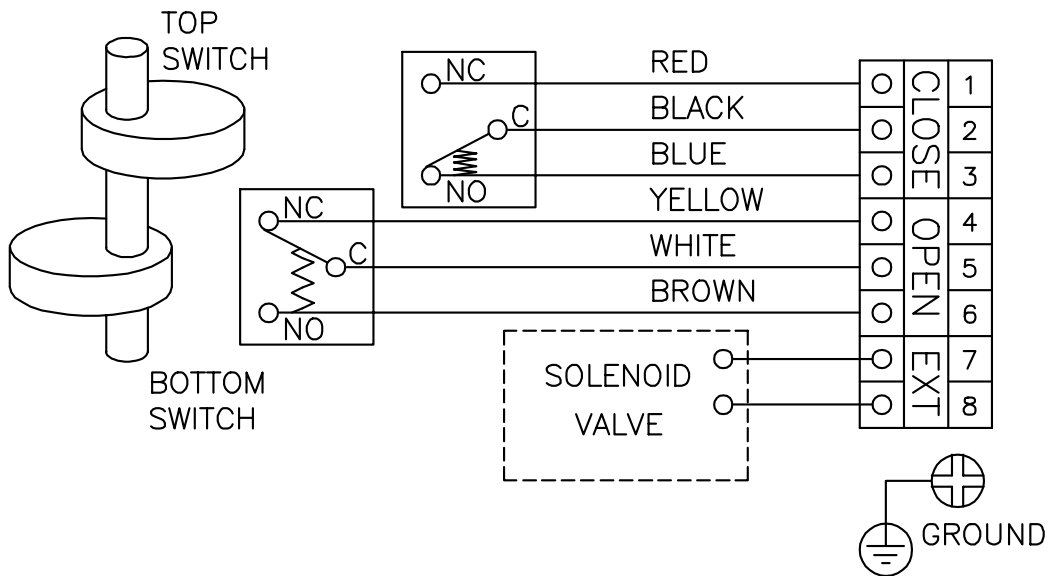 TOP
SWITCH
NC
C
NO
NC
C
NO
BOTTOM
SWITCH
RED
BLACK
BLUE
YELLOW
WHITE
BROWN
SOLENOID
VALVE
CLOSE
OPEN
EXT
1
2
3
4
5
6
7
8
GROUND